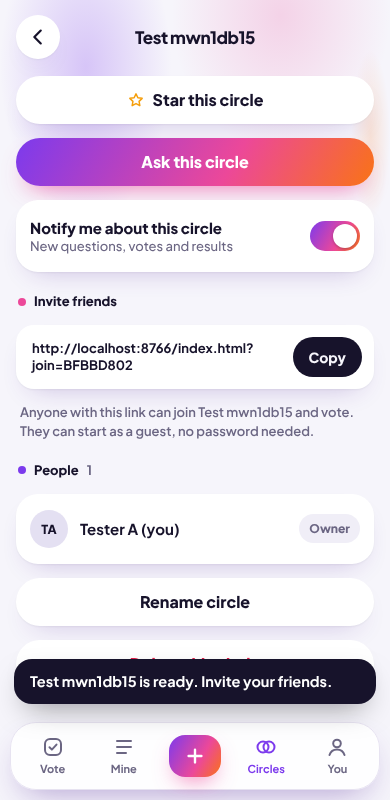 Test mwn1db15
Star this circle
Ask this circle
Notify me about this circle
New questions, votes and results
Invite friends
http://localhost:8766/index.html?
join=BFBBD802
Copy
Anyone with this link can join Test mwn1db15 and vote.
They can start as a guest, no password needed.
People 1
TA
Tester A (you)
Owner
Rename circle
Test mwn1db15 is ready. Invite your friends.
Vote
Mine
Circles
You